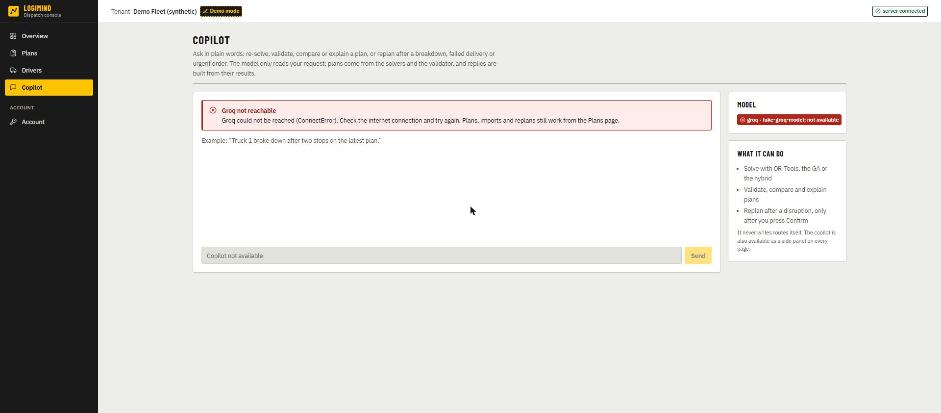 LOGIMIND
Dispatch console
Overview
Plans
Drivers
Copilot
ACCOUNT
Account
Tenant Demo Fleet (synthetic) Demo mode
server connected
COPILOT
Ask in plain words: re-solve, validate, compare or explain a plan, or replan after a breakdown, failed delivery or
urgent order. The model only reads your request; plans come from the solvers and the validator, and replies are
built from their results.
Groq not reachable
Groq could not be reached (ConnectError). Check the internet connection and try again. Plans, imports and replans still work from the Plans page.
Example: "Truck 1 broke down after two stops on the latest plan."
Copilot not available
Send
MODEL
groq · fake-groq-model: not available
WHAT IT CAN DO
• Solve with OR-Tools, the GA or
the hybrid
• Validate, compare and explain
plans
• Replan after a disruption, only
after you press Confirm
It never writes routes itself. The copilot is
also available as a side panel on every
page.